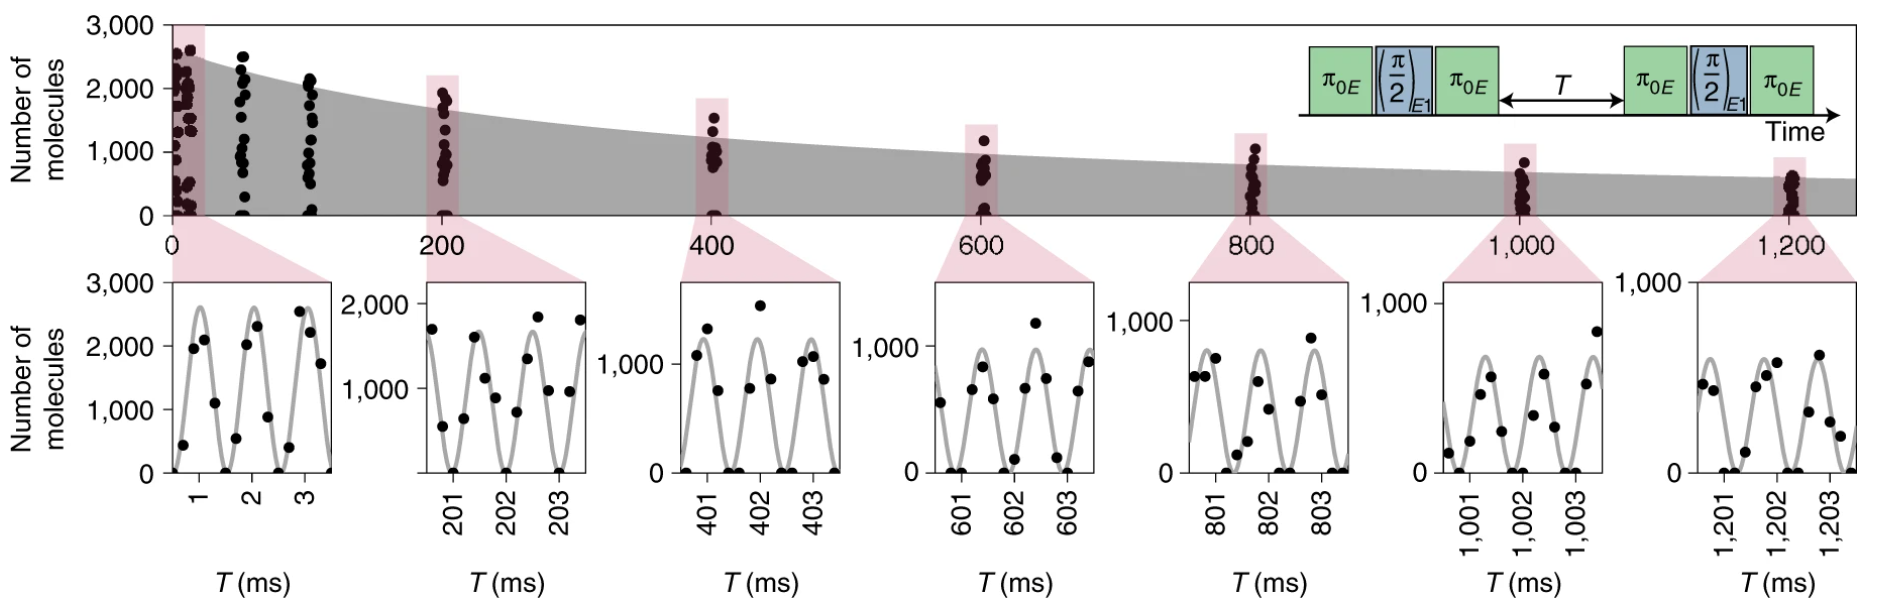 Number of
molecules
3,000
2,000
1,000
0
0
200
400
600
800
1,000
1,200
π0E
(π/2)E1
π0E
T
π0E
(π/2)E1
π0E
Time
Number of
molecules
3,000
2,000
1,000
0
1
2
3
T (ms)
2,000
1,000
201
202
203
T (ms)
1,000
0
401
402
403
T (ms)
1,000
0
601
602
603
T (ms)
1,000
0
801
802
803
T (ms)
1,000
0
1,001
1,002
1,003
T (ms)
1,000
0
1,201
1,202
1,203
T (ms)